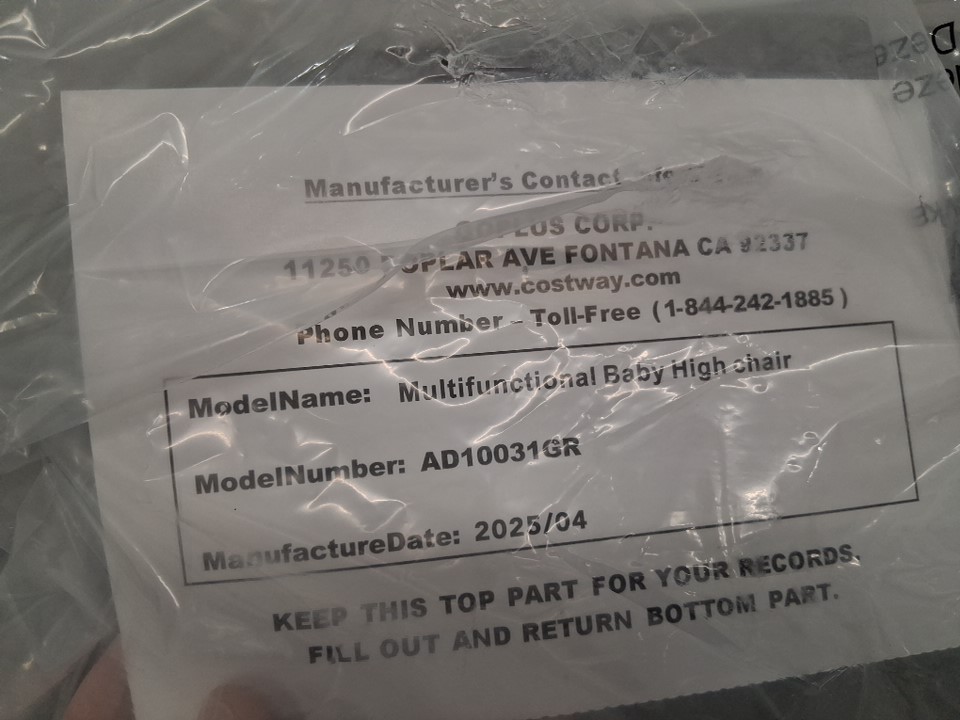 Manufacturer's Contact
GOPLUS CORP.
11250 POPLAR AVE FONTANA CA 92337
www.costway.com
Phone Number – Toll-Free (1-844-242-1885)
ModelName: Multifunctional Baby High chair
ModelNumber: AD10031GR
ManufactureDate: 2025/04
KEEP THIS TOP PART FOR YOUR RECORDS.
FILL OUT AND RETURN BOTTOM PART.